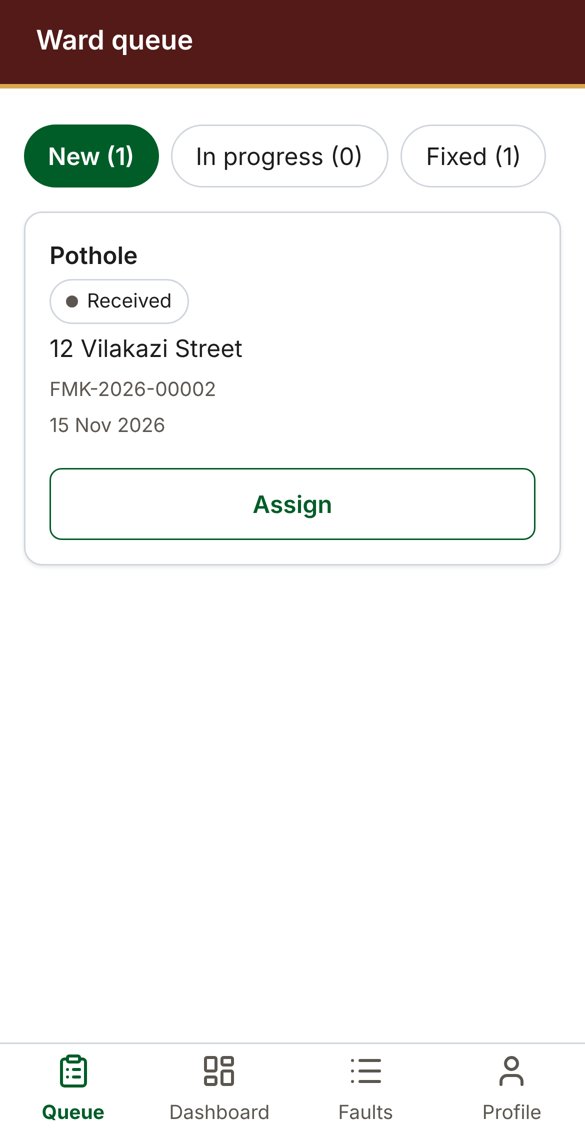 Ward queue
New (1)
In progress (0)
Fixed (1)
Pothole
Received
12 Vilakazi Street
FMK-2026-00002
15 Nov 2026
Assign
Queue
Dashboard
Faults
Profile